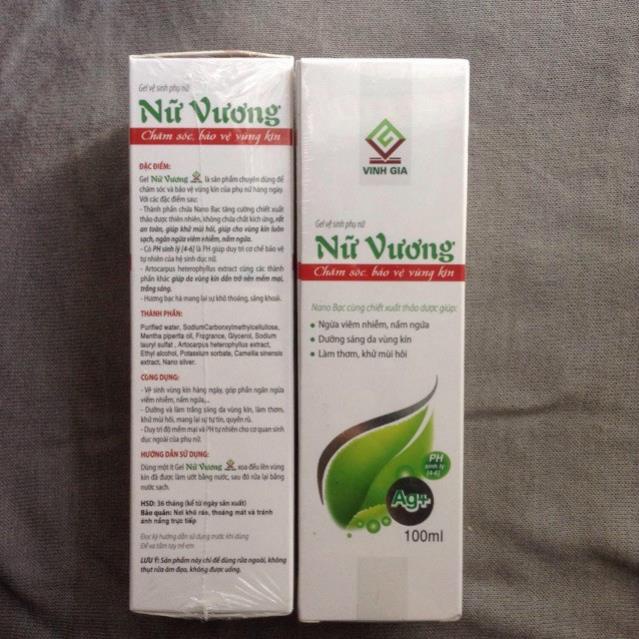 Gel vệ sinh phụ nữ
Nữ Vương
Chăm sóc, bảo vệ vùng kín
ĐẶC ĐIỂM:
Gel Nữ Vương là sản phẩm chuyên dùng để
chăm sóc và bảo vệ vùng kín của phụ nữ hàng ngày.
Với các đặc điểm sau:
- Thành phần chứa Nano Bạc tăng cường chiết xuất
thảo dược thiên nhiên, không chứa chất kích ứng, rất
an toàn, giúp khử mùi hôi, giúp cho vùng kín luôn
sạch, ngăn ngừa viêm nhiễm, nấm ngứa.
- Có PH sinh lý [4-6] là PH giúp duy trì cơ chế bảo vệ
tự nhiên của hệ sinh dục nữ.
- Artocarpus heterophyllus extract cùng các thành
phần khác giúp da vùng kín dần trở nên mềm mại,
trắng sáng.
- Hương bạc hà mang lại sự khô thoáng, sảng khoái.
THÀNH PHẦN:
Purified water, SodiumCarboxylmethylcellulose,
Mentha piperita oil, Fragrance, Glycerol, Sodium
lauryl sulfat , Artocarpus heterophyllus extract,
Ethyl alcohol, Potassium sorbate, Camellia sinensis
extract, Nano silver.
CÔNG DỤNG:
- Vệ sinh vùng kín hàng ngày, góp phần ngăn ngừa
viêm nhiễm, nấm ngứa,..
- Dưỡng và làm trắng sáng da vùng kín, làm thơm,
khử mùi hôi, mang lại sự tự tin, quyến rũ.
- Duy trì độ mềm mại và PH tự nhiên cho cơ quan sinh
dục ngoài của phụ nữ.
HƯỚNG DẪN SỬ DỤNG:
Dùng một ít Gel Nữ Vương , xoa đều lên vùng
kín đã được làm ướt bằng nước, sau đó rửa lại bằng
nước sạch.
HSD: 36 tháng (kể từ ngày sản xuất)
Bảo quản: Nơi khô ráo, thoáng mát và tránh
ánh nắng trực tiếp
Đọc kỹ hướng dẫn sử dụng trước khi dùng
Để xa tầm tay trẻ em
LƯU Ý: Sản phẩm này chỉ để dùng rửa ngoài, không
thụt rửa âm đạo, không được uống.
VINH GIA
Gel vệ sinh phụ nữ
Nữ Vương
Chăm sóc, bảo vệ vùng kín
Nano Bạc cùng chiết xuất thảo dược giúp:
• Ngừa viêm nhiễm, nấm ngứa
• Dưỡng sáng da vùng kín
• Làm thơm, khử mùi hôi
PH
sinh lý
[4-6]
Ag+
100ml